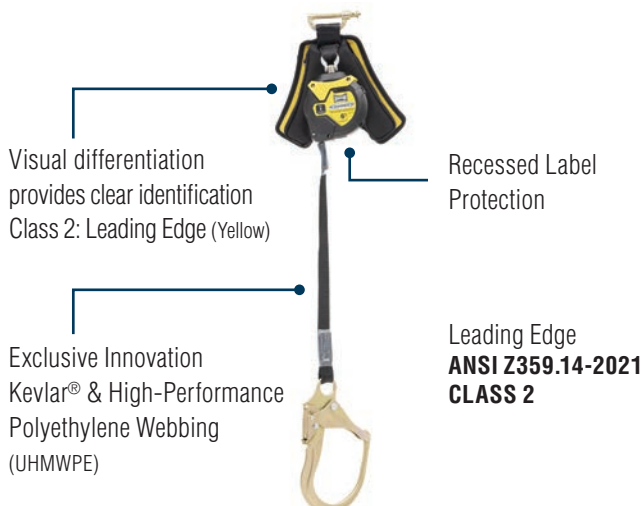 Visual differentiation
provides clear identification
Class 2: Leading Edge (Yellow)
Recessed Label
Protection
Exclusive Innovation
Kevlar® & High-Performance
Polyethylene Webbing
(UHMWPE)
Leading Edge
ANSI Z359.14-2021
CLASS 2